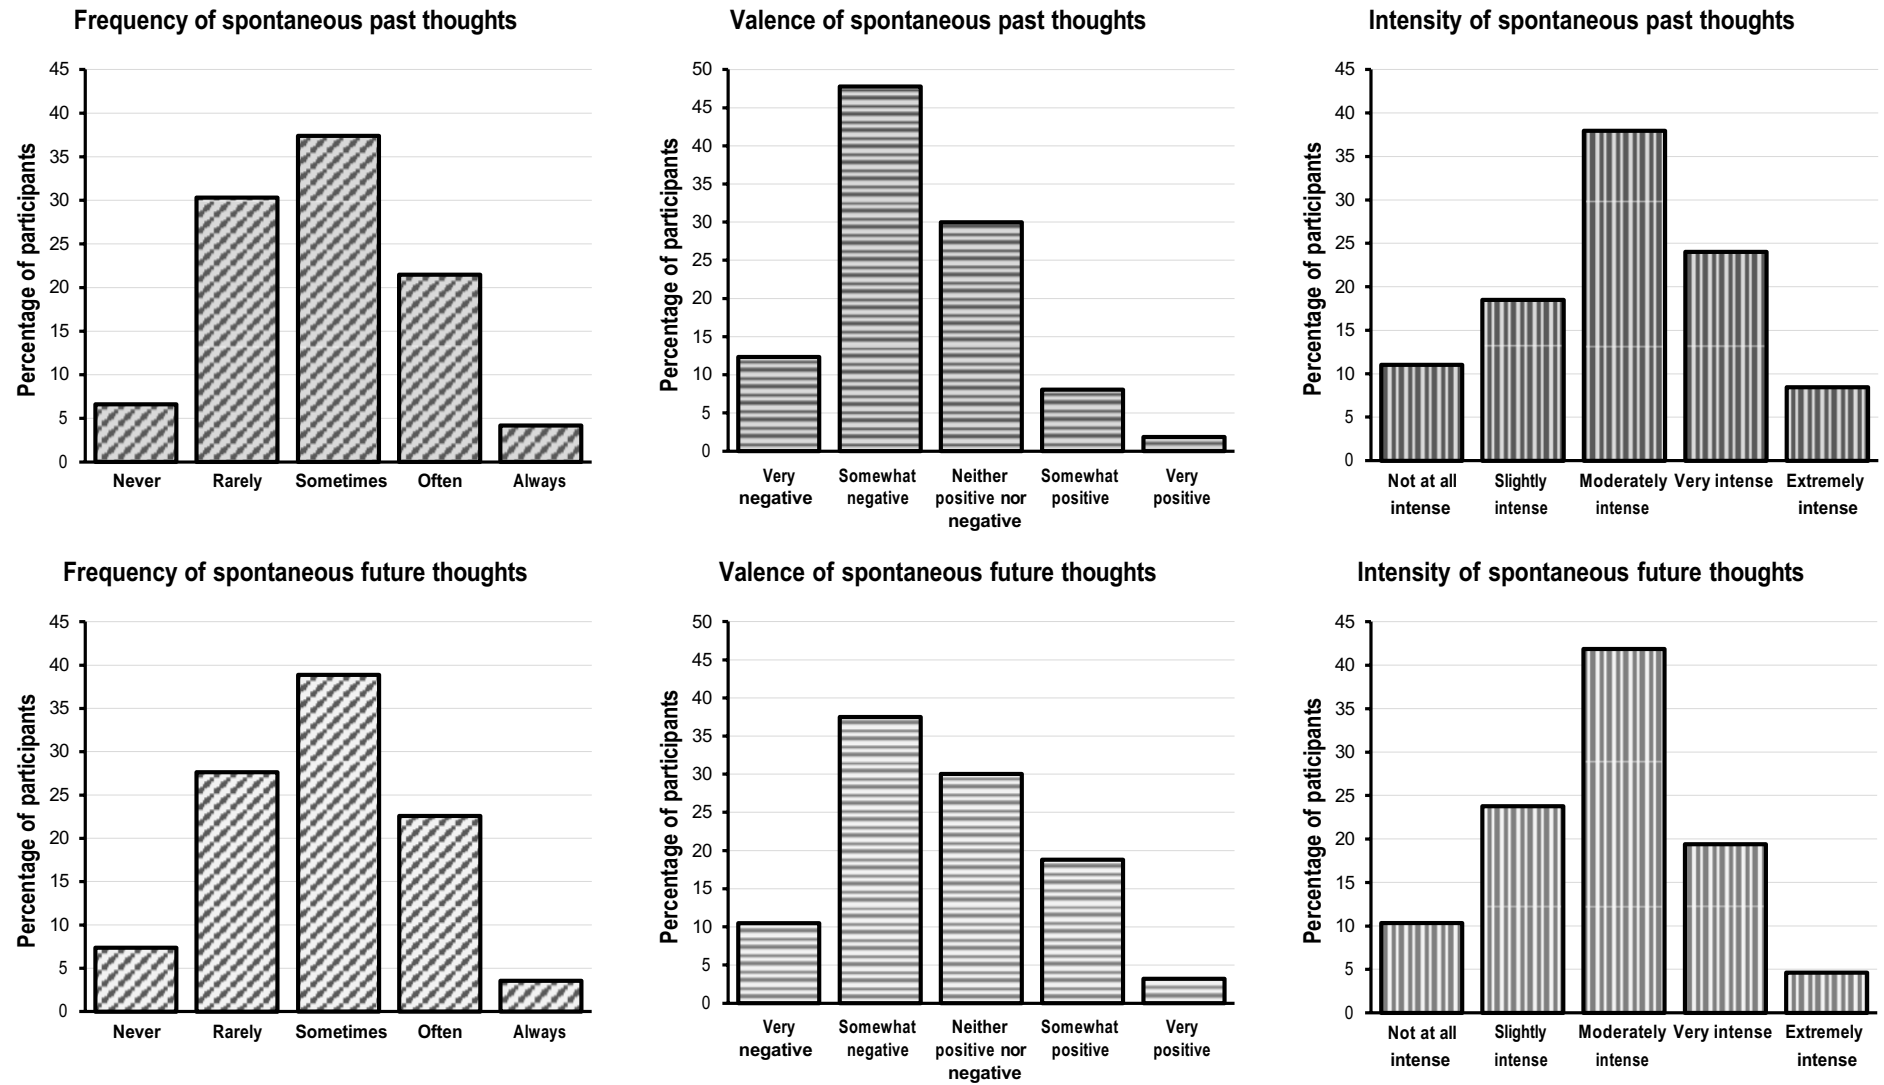 Frequency of spontaneous past thoughts
Percentage of participants
45
40
35
30
25
20
15
10
5
0
Never Rarely Sometimes Often Always
Valence of spontaneous past thoughts
Percentage of participants
50
45
40
35
30
25
20
15
10
5
0
Very Somewhat Neither Somewhat Very
negative negative positive nor positive positive
negative
Intensity of spontaneous past thoughts
Percentage of participants
45
40
35
30
25
20
15
10
5
0
Not at all Slightly Moderately Very intense Extremely
intense intense intense intense
Frequency of spontaneous future thoughts
Percentage of participants
45
40
35
30
25
20
15
10
5
0
Never Rarely Sometimes Often Always
Valence of spontaneous future thoughts
Percentage of participants
50
45
40
35
30
25
20
15
10
5
0
Very Somewhat Neither Somewhat Very
negative negative positive nor positive positive
negative
Intensity of spontaneous future thoughts
Percentage of paticipants
45
40
35
30
25
20
15
10
5
0
Not at all Slightly Moderately Very intense Extremely
intense intense intense intense